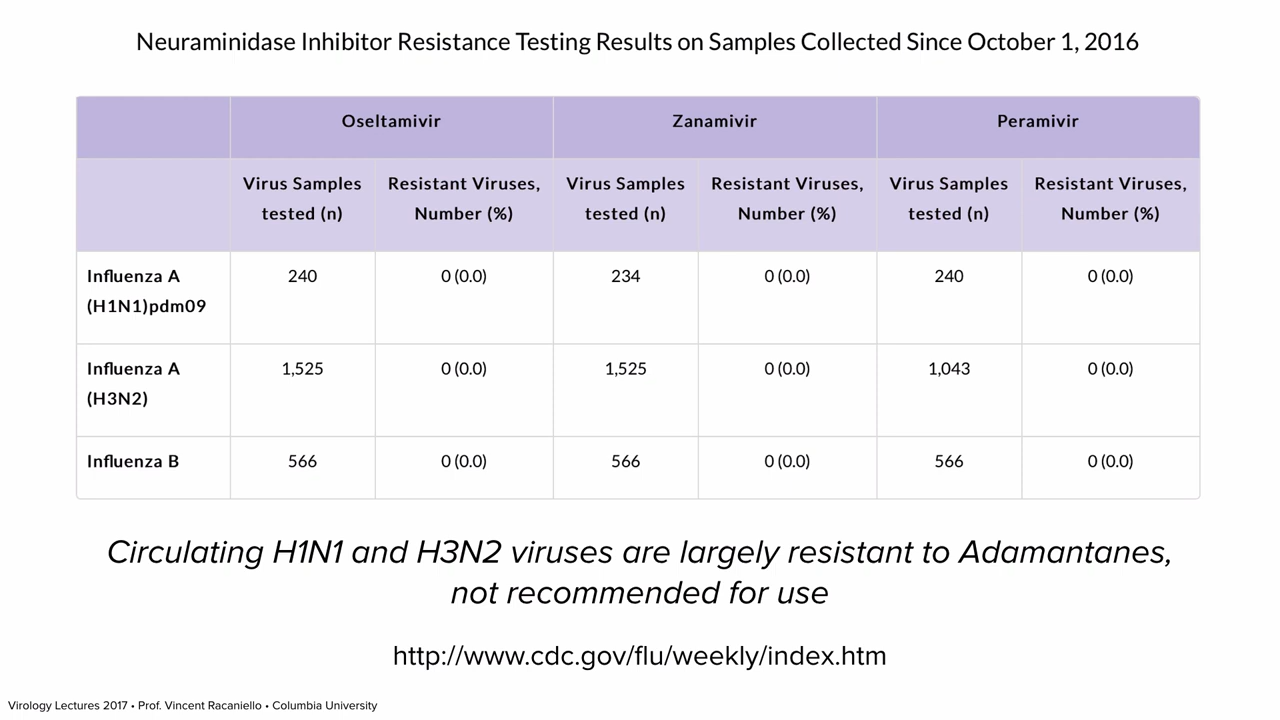 Neuraminidase Inhibitor Resistance Testing Results on Samples Collected Since October 1, 2016
Oseltamivir Zanamivir Peramivir
Virus Samples tested (n) Resistant Viruses, Number (%) Virus Samples tested (n) Resistant Viruses, Number (%) Virus Samples tested (n) Resistant Viruses, Number (%)
Influenza A (H1N1)pdm09 240 0 (0.0) 234 0 (0.0) 240 0 (0.0)
Influenza A (H3N2) 1,525 0 (0.0) 1,525 0 (0.0) 1,043 0 (0.0)
Influenza B 566 0 (0.0) 566 0 (0.0) 566 0 (0.0)
Circulating H1N1 and H3N2 viruses are largely resistant to Adamantanes,
not recommended for use
http://www.cdc.gov/flu/weekly/index.htm
Virology Lectures 2017 • Prof. Vincent Racaniello • Columbia University